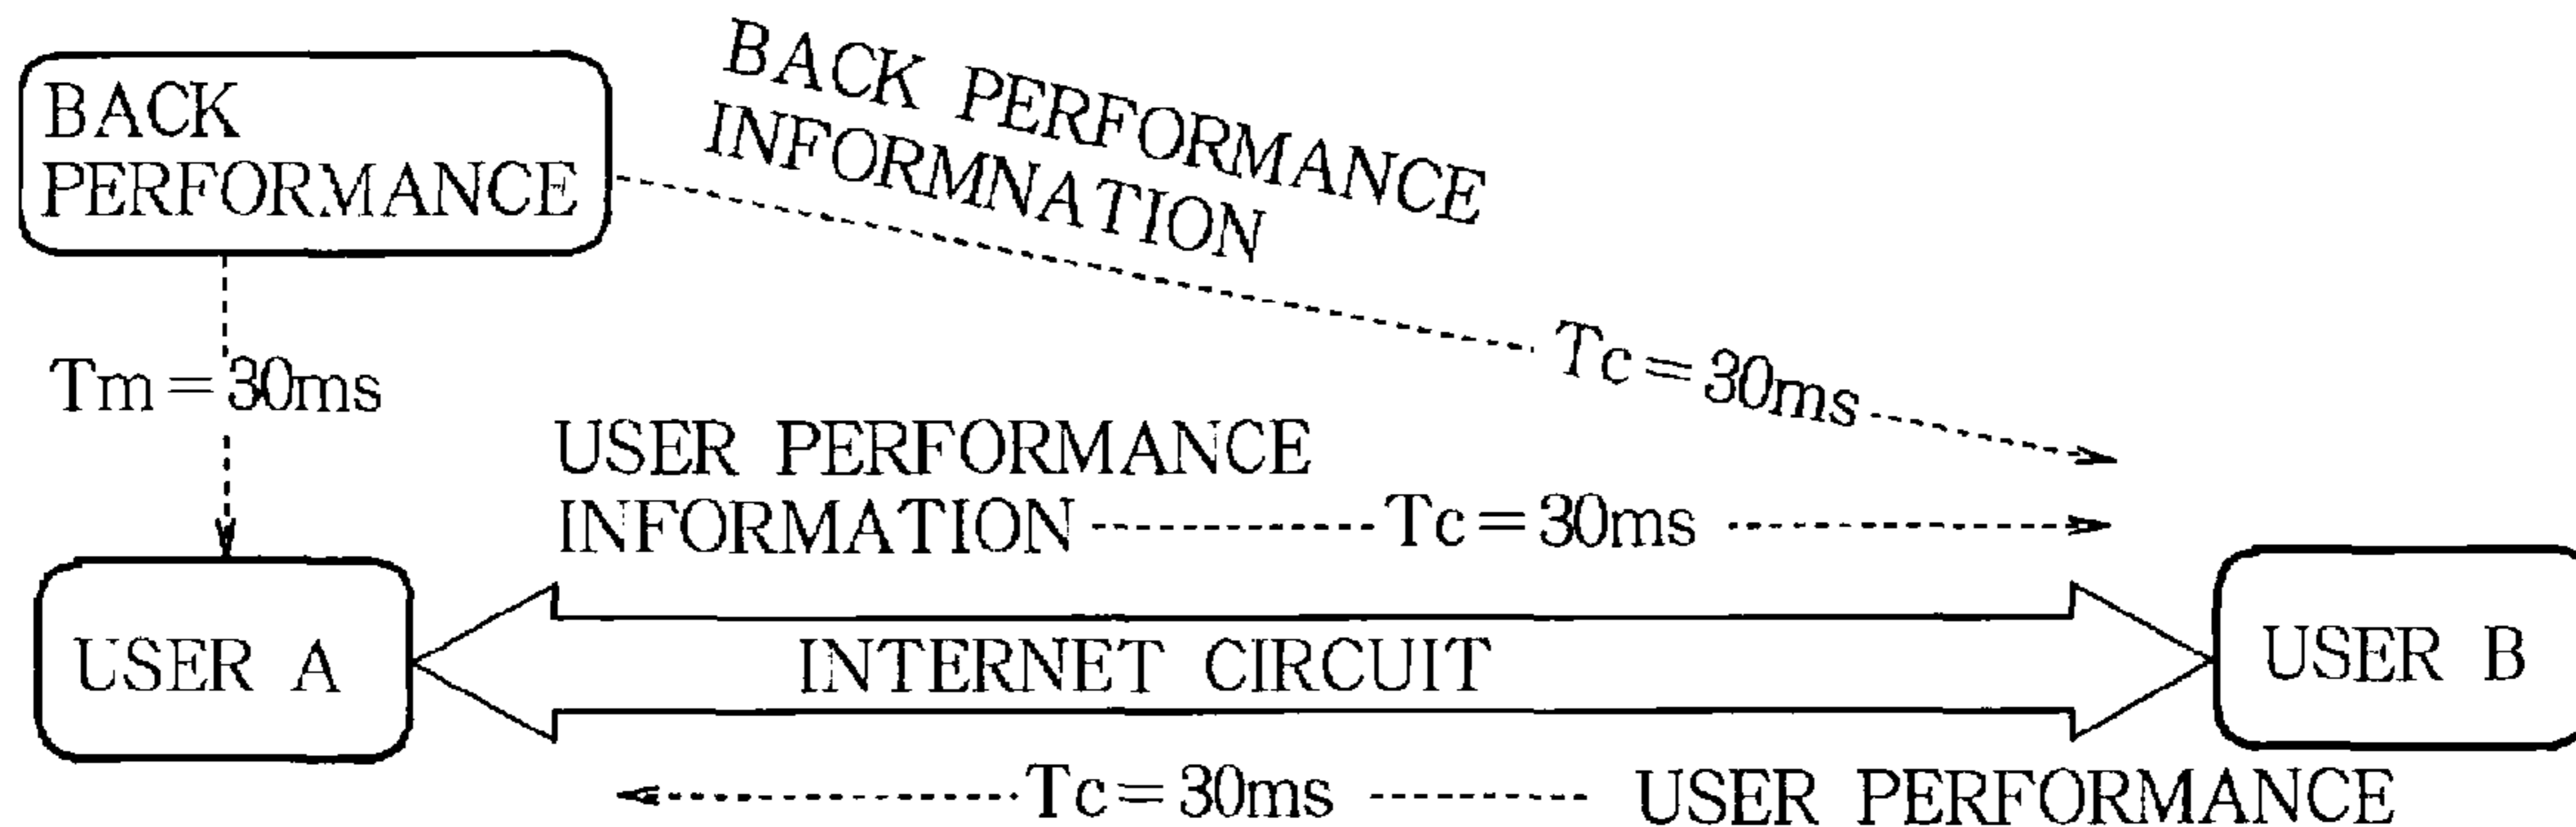 BACK
PERFORMANCE
BACK PERFORMANCE
INFORMNATION
Tc=30ms
Tm=30ms
USER PERFORMANCE
INFORMATION
Tc=30ms
USER A
INTERNET CIRCUIT
USER B
Tc=30ms
USER PERFORMANCE